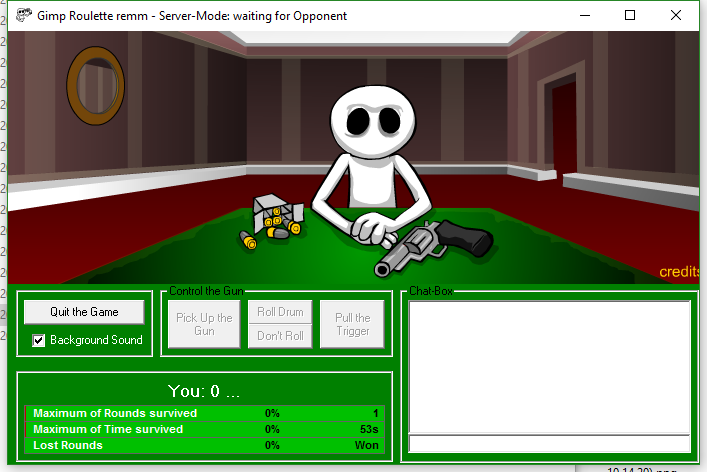 Gimp Roulette remm - Server-Mode: waiting for Opponent
credits
Quit the Game
Background Sound
Control the Gun
Pick Up the
Gun
Roll Drum
Don't Roll
Pull the
Trigger
Chat-Box
You: 0 ...
Maximum of Rounds survived 0% 1
Maximum of Time survived 0% 53s
Lost Rounds 0% Won